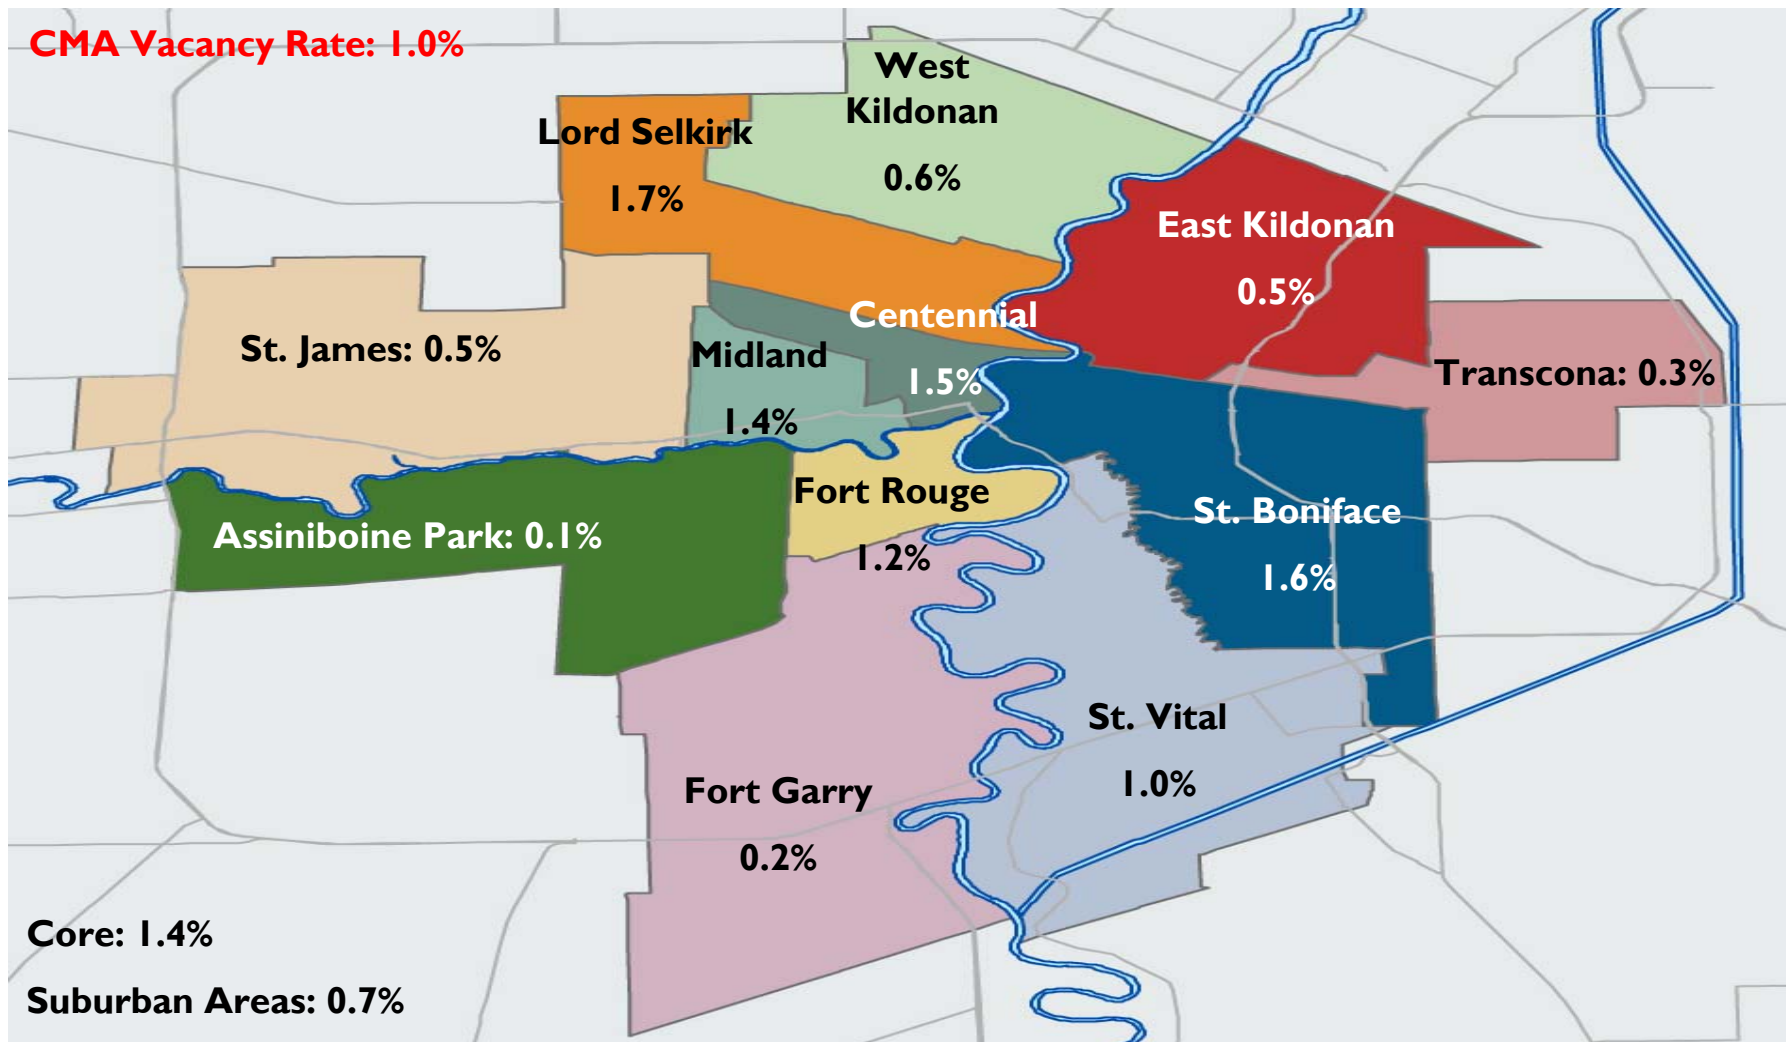 CMA Vacancy Rate: 1.0%
West
Kildonan
0.6%
Lord Selkirk
1.7%
East Kildonan
0.5%
Centennial
1.5%
St. James: 0.5%
Midland
1.4%
Transcona: 0.3%
Fort Rouge
1.2%
St. Boniface
1.6%
Assiniboine Park: 0.1%
St. Vital
1.0%
Fort Garry
0.2%
Core: 1.4%
Suburban Areas: 0.7%